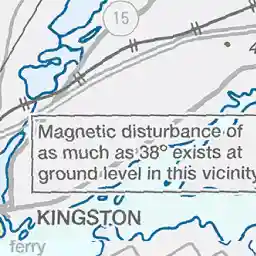 15
Magnetic disturbance of
as much as 38° exists at
ground level in this vicinity
KINGSTON
ferry